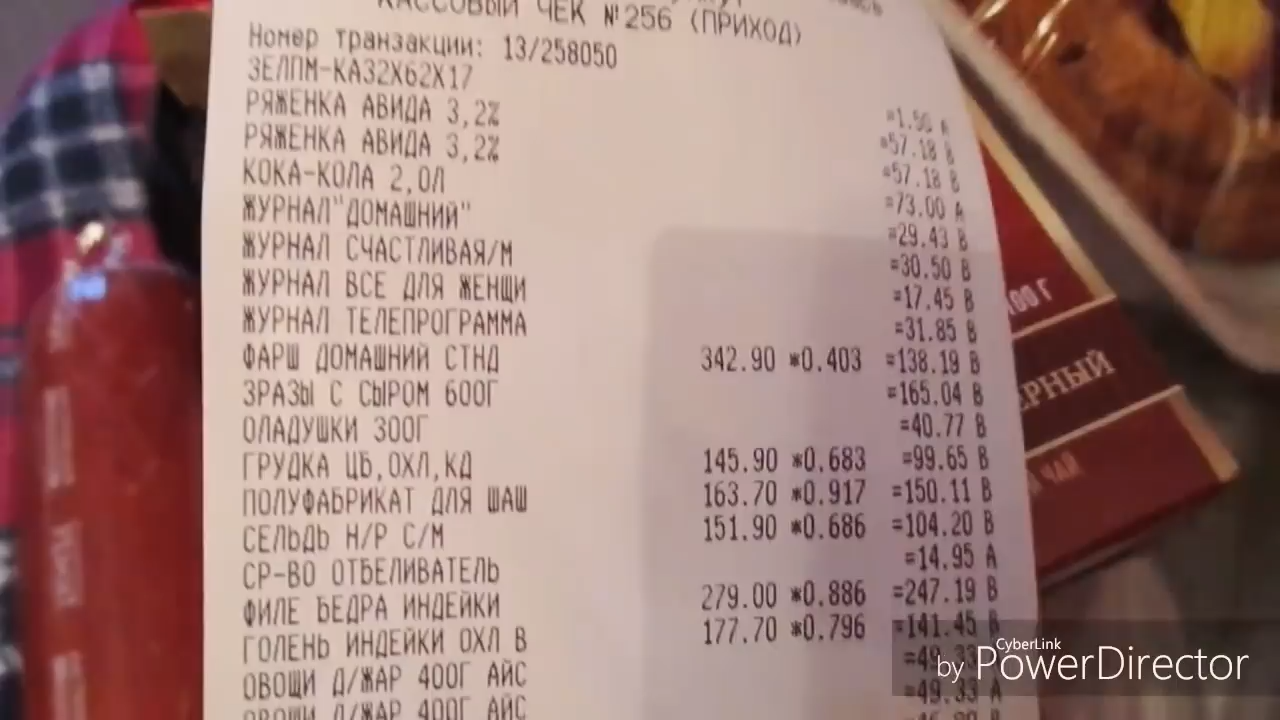 КАССОВЫЙ ЧЕК №256 (ПРИХОД)
Номер транзакции: 13/258050
ЗЕЛПМ-КА32Х62Х17 =1.50 А
РЯЖЕНКА АВИДА 3,2% =57.18 В
РЯЖЕНКА АВИДА 3,2% =57.18 В
КОКА-КОЛА 2,0Л =73.00 А
ЖУРНАЛ"ДОМАШНИЙ" =29.43 В
ЖУРНАЛ СЧАСТЛИВАЯ/М =30.50 В
ЖУРНАЛ ВСЕ ДЛЯ ЖЕНЩИ =17.45 В
ЖУРНАЛ ТЕЛЕПРОГРАММА =31.85 В
ФАРШ ДОМАШНИЙ СТНД 342.90 *0.403 =138.19 В
ЗРАЗЫ С СЫРОМ 600Г =165.04 В
ОЛАДУШКИ 300Г =40.77 В
ГРУДКА ЦБ,ОХЛ,КД 145.90 *0.683 =99.65 В
ПОЛУФАБРИКАТ ДЛЯ ШАШ 163.70 *0.917 =150.11 В
СЕЛЬДЬ Н/Р С/М 151.90 *0.686 =104.20 В
СР-ВО ОТБЕЛИВАТЕЛЬ =14.95 А
ФИЛЕ БЕДРА ИНДЕЙКИ 279.00 *0.886 =247.19 В
ГОЛЕНЬ ИНДЕЙКИ ОХЛ В 177.70 *0.796 =141.45 В
ОВОЩИ Д/ЖАР 400Г АЙС =49.33
ОВОЩИ Д/ЖАР 400Г АЙС =49.33 А
100 Г
ЕРНЫЙ
ЧАЙ
CyberLink
by PowerDirector